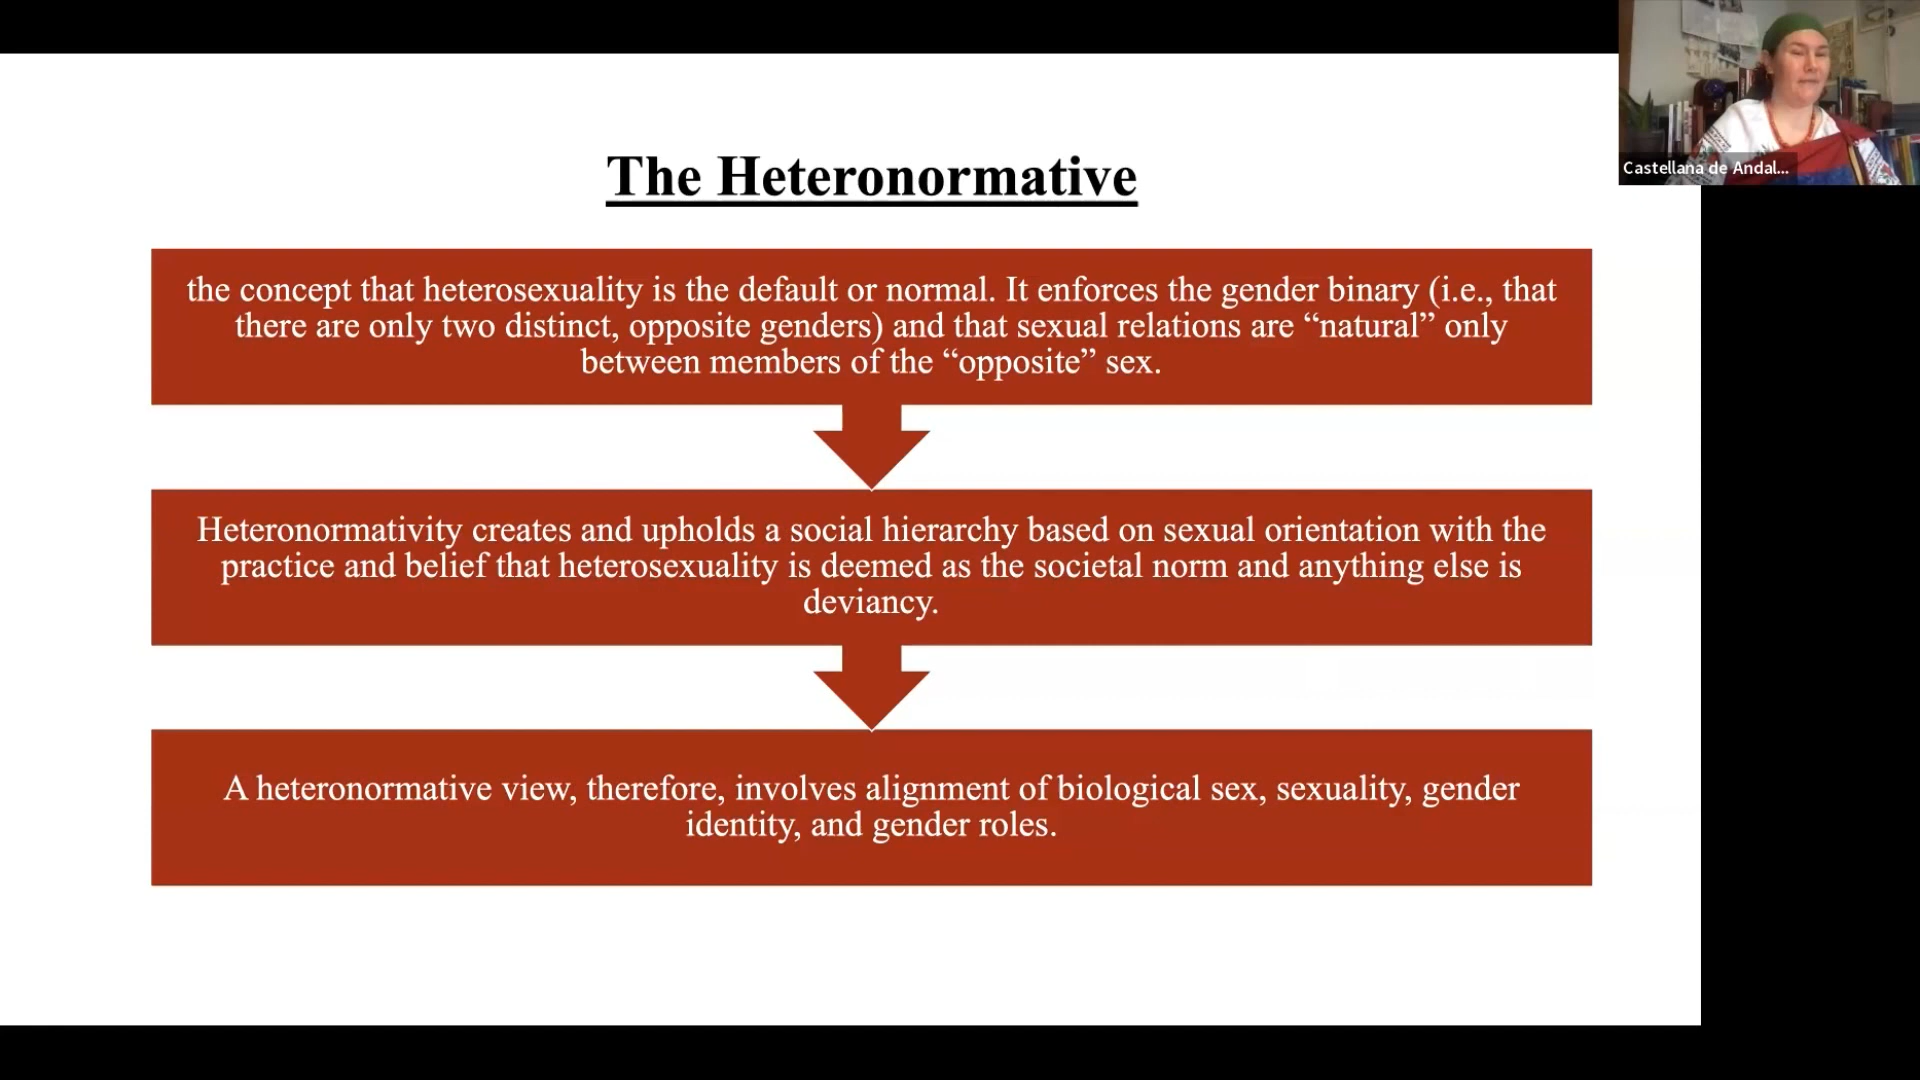 The Heteronormative
the concept that heterosexuality is the default or normal. It enforces the gender binary (i.e., that
there are only two distinct, opposite genders) and that sexual relations are “natural” only
between members of the “opposite” sex.
Heteronormativity creates and upholds a social hierarchy based on sexual orientation with the
practice and belief that heterosexuality is deemed as the societal norm and anything else is
deviancy.
A heteronormative view, therefore, involves alignment of biological sex, sexuality, gender
identity, and gender roles.
Castellana de Andal...